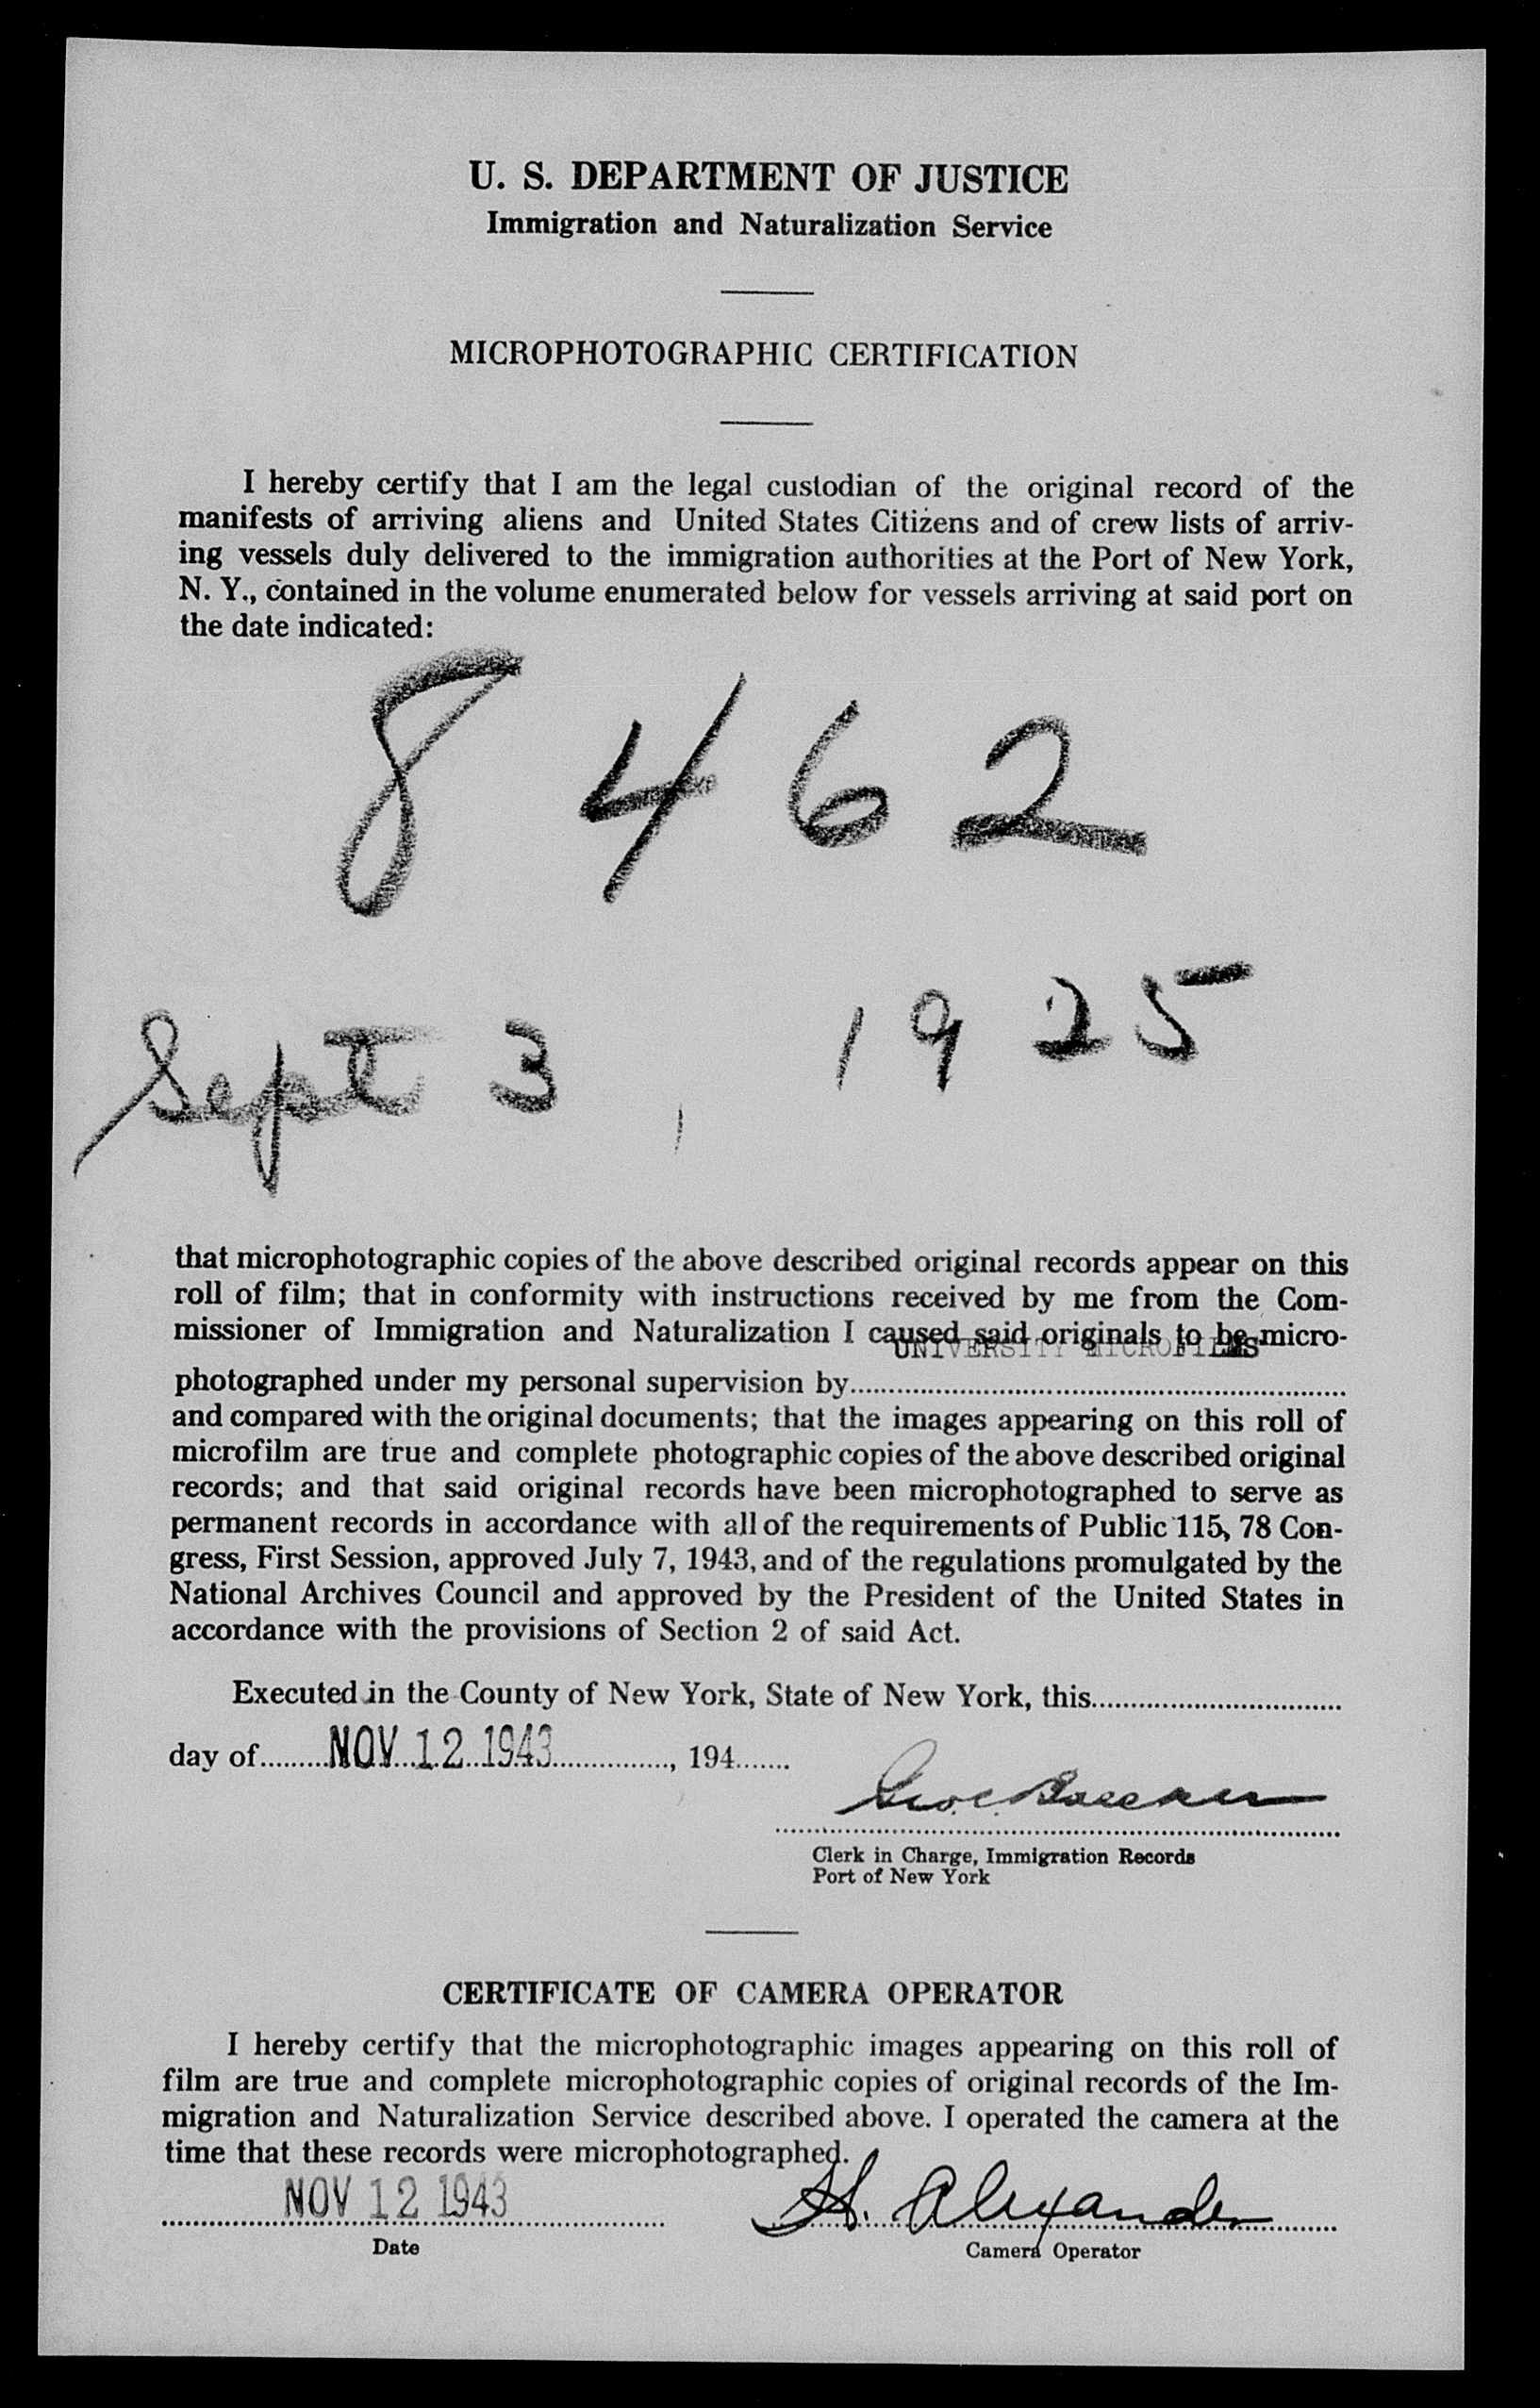 U. S. DEPARTMENT OF JUSTICE
Immigration and Naturalization Service
MICROPHOTOGRAPHIC CERTIFICATION
I hereby certify that I am the legal custodian of the original record of the
manifests of arriving aliens and United States Citizens and of crew lists of arriv-
ing vessels duly delivered to the immigration authorities at the Port of New York,
N. Y., contained in the volume enumerated below for vessels arriving at said port on
the date indicated:
8462
Sept 3, 1925
that microphotographic copies of the above described original records appear on this
roll of film; that in conformity with instructions received by me from the Com-
missioner of Immigration and Naturalization I caused said originals to be micro-
UNIVERSITY MICROFILMS
photographed under my personal supervision by
and compared with the original documents; that the images appearing on this roll of
microfilm are true and complete photographic copies of the above described original
records; and that said original records have been microphotographed to serve as
permanent records in accordance with all of the requirements of Public 115, 78 Con-
gress, First Session, approved July 7, 1943, and of the regulations promulgated by the
National Archives Council and approved by the President of the United States in
accordance with the provisions of Section 2 of said Act.
Executed in the County of New York, State of New York, this
day of NOV 12 1943, 194
Clerk in Charge, Immigration Records
Port of New York
CERTIFICATE OF CAMERA OPERATOR
I hereby certify that the microphotographic images appearing on this roll of
film are true and complete microphotographic copies of original records of the Im-
migration and Naturalization Service described above. I operated the camera at the
time that these records were microphotographed.
NOV 12 1943 H. Alexander
Date Camera Operator